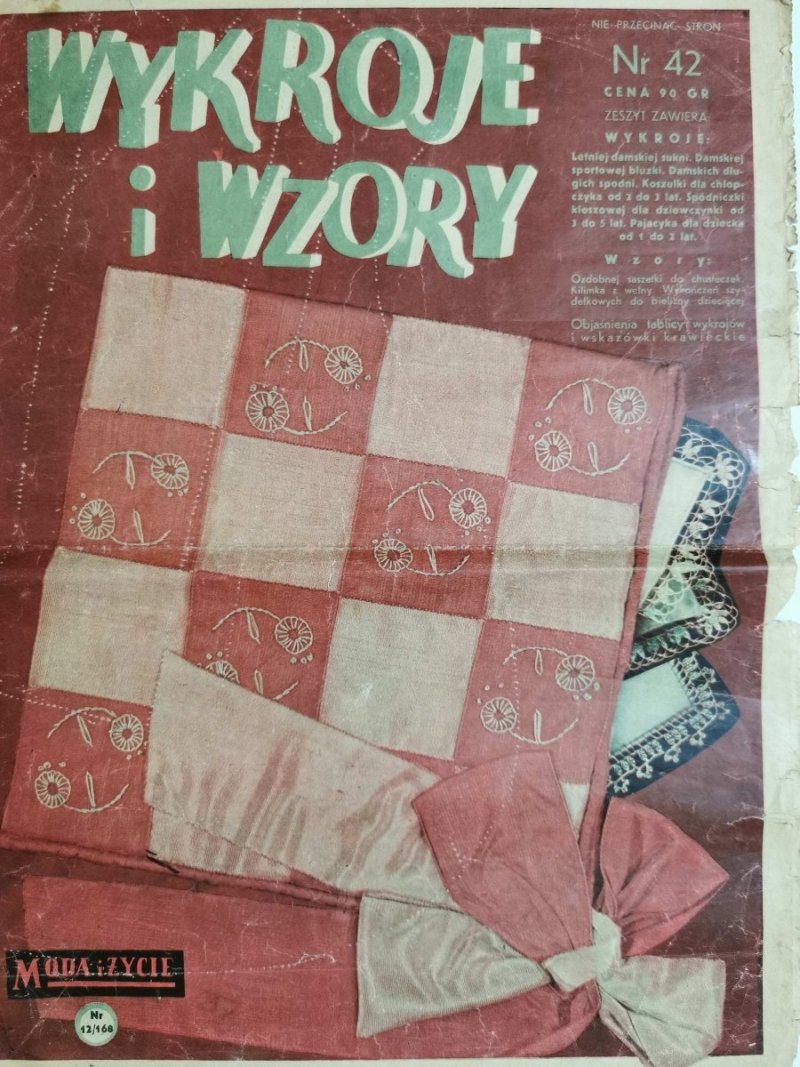 WYKROJE
i WZORY
NIE PRZECINAĆ STRON
Nr 42
CENA 90 GR
ZESZYT ZAWIERA
WYKROJE:
Letniej damskiej sukni. Damskiej
sportowej bluzki. Damskich dłu-
gich spodni. Koszulki dla chłop-
czyka od 2 do 3 lat. Spódniczki
kloszowej dla dziewczynki od
3 do 5 lat. Pajacyka dla dziecka
od 1 do 2 lat.
Wzory:
Ozdobnej saszetki do chusteczek.
Kilimka z wełny. Wykończeń szy-
dełkowych do bielizny dziecięcej
Objaśnienia tablicy wykrojów
i wskazówki krawieckie
MODA i ŻYCIE
Nr
12/168